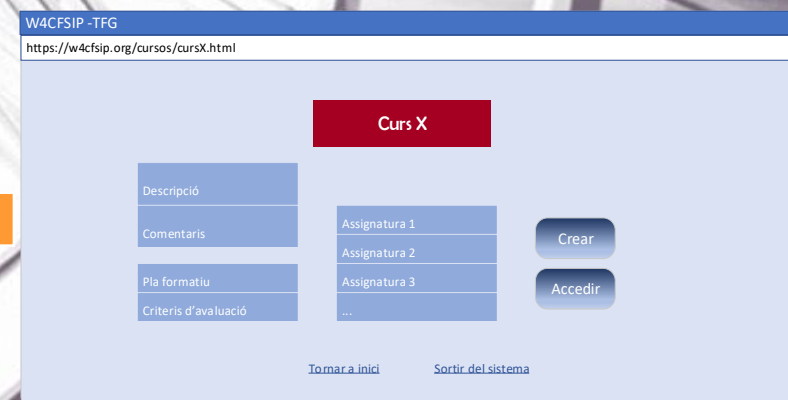 W4CFSIP -TFG
https://w4cfsip.org/cursos/cursX.html
Curs X
Descripció
Comentaris
Pla formatiu
Criteris d'avaluació
Assignatura 1
Assignatura 2
Assignatura 3
...
Crear
Accedir
Tornar a inici
Sortir del sistema